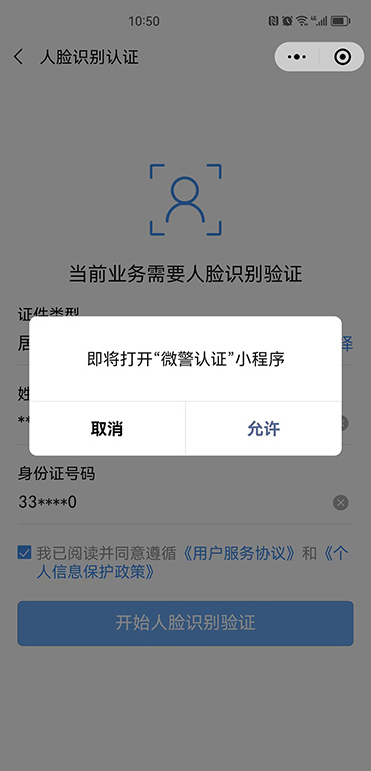 10:50
人脸识别认证
当前业务需要人脸识别验证
证件类型
居
译
即将打开“微警认证”小程序
姓
**
取消
允许
身份证号码
33****0
我已阅读并同意遵循《用户服务协议》和《个
人信息保护政策》
开始人脸识别验证